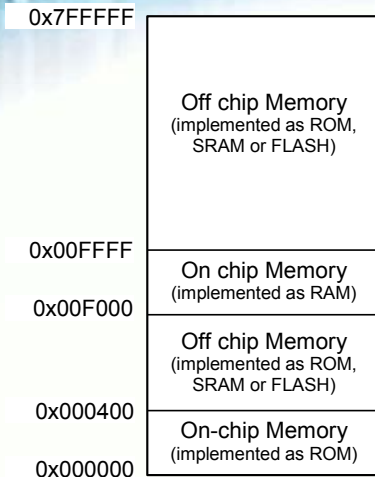 0x7FFFFF
Off chip Memory
(implemented as ROM,
SRAM or FLASH)
0x00FFFF
On chip Memory
(implemented as RAM)
0x00F000
Off chip Memory
(implemented as ROM,
SRAM or FLASH)
0x000400
On-chip Memory
(implemented as ROM)
0x000000